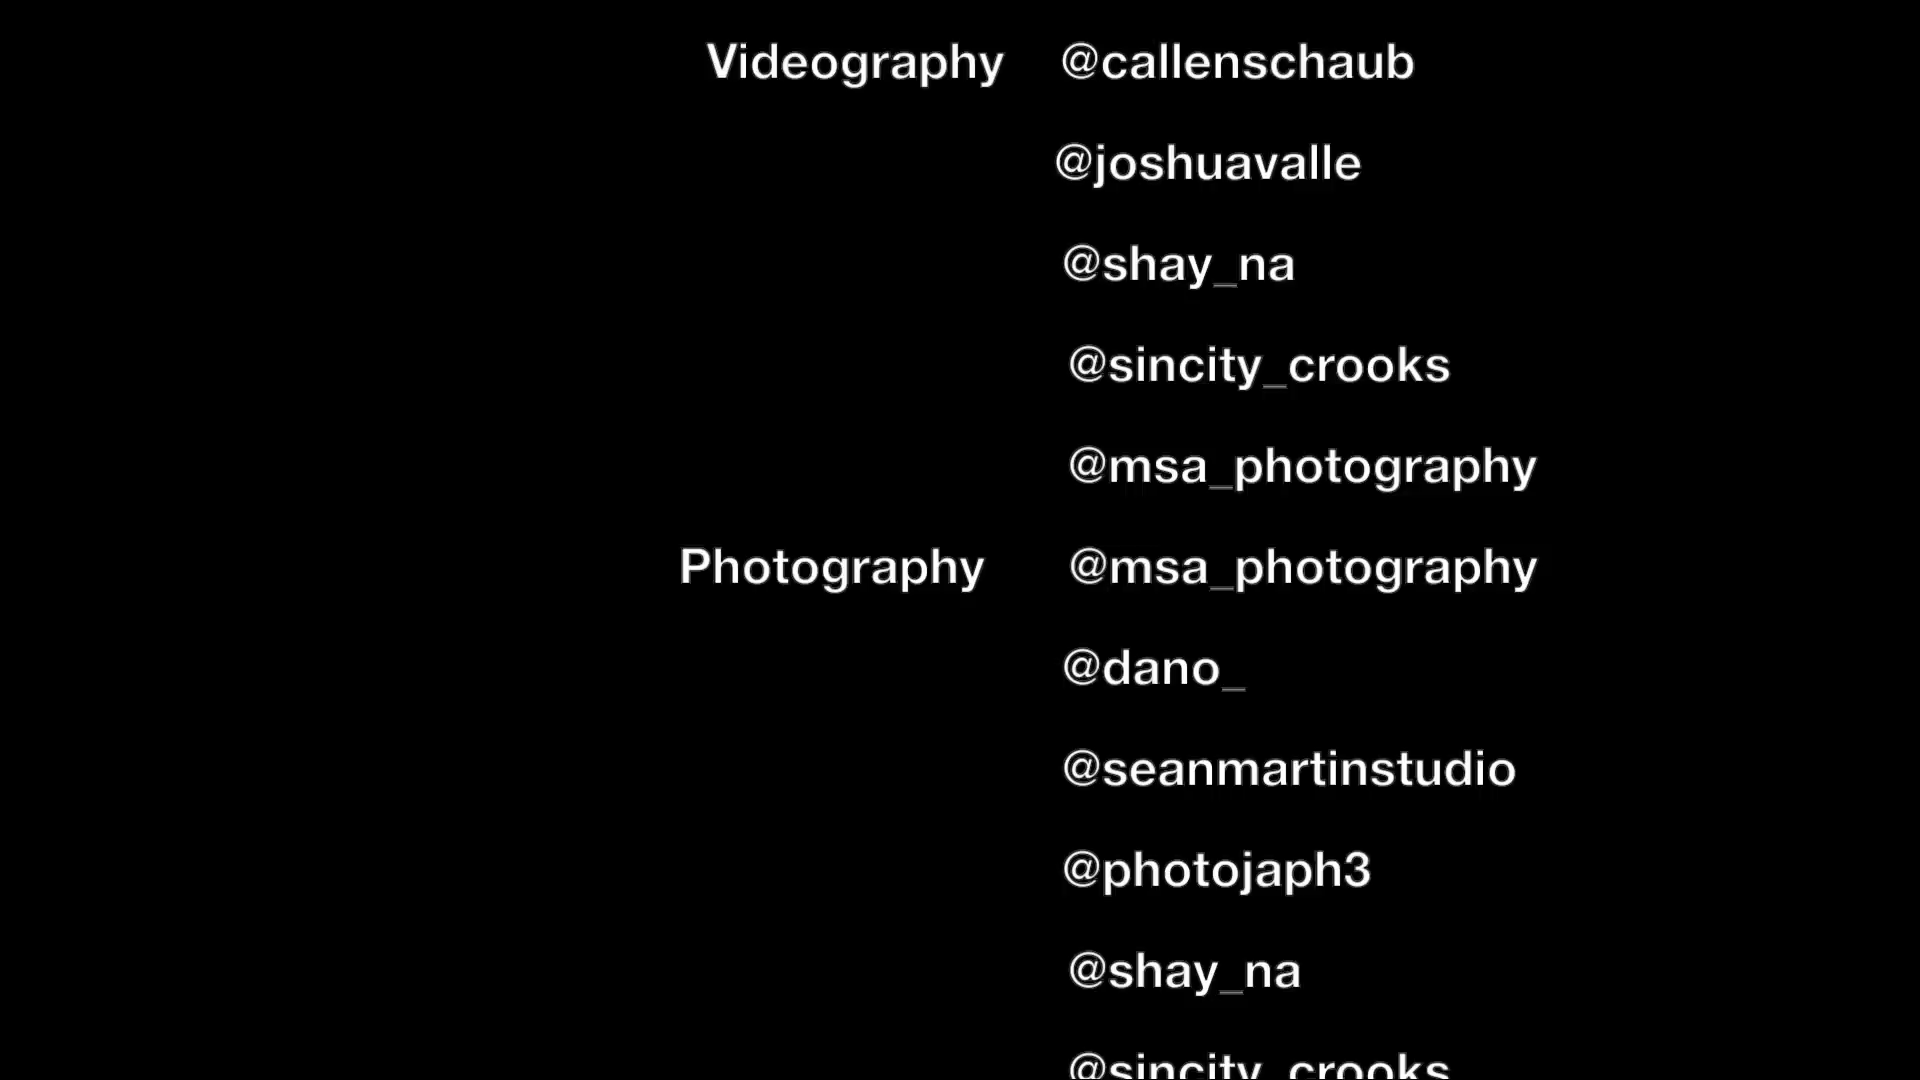 Videography @callenschaub
@joshuavalle
@shay_na
@sincity_crooks
@msa_photography
Photography @msa_photography
@dano_
@seanmartinstudio
@photojaph3
@shay_na
@sincity_crooks